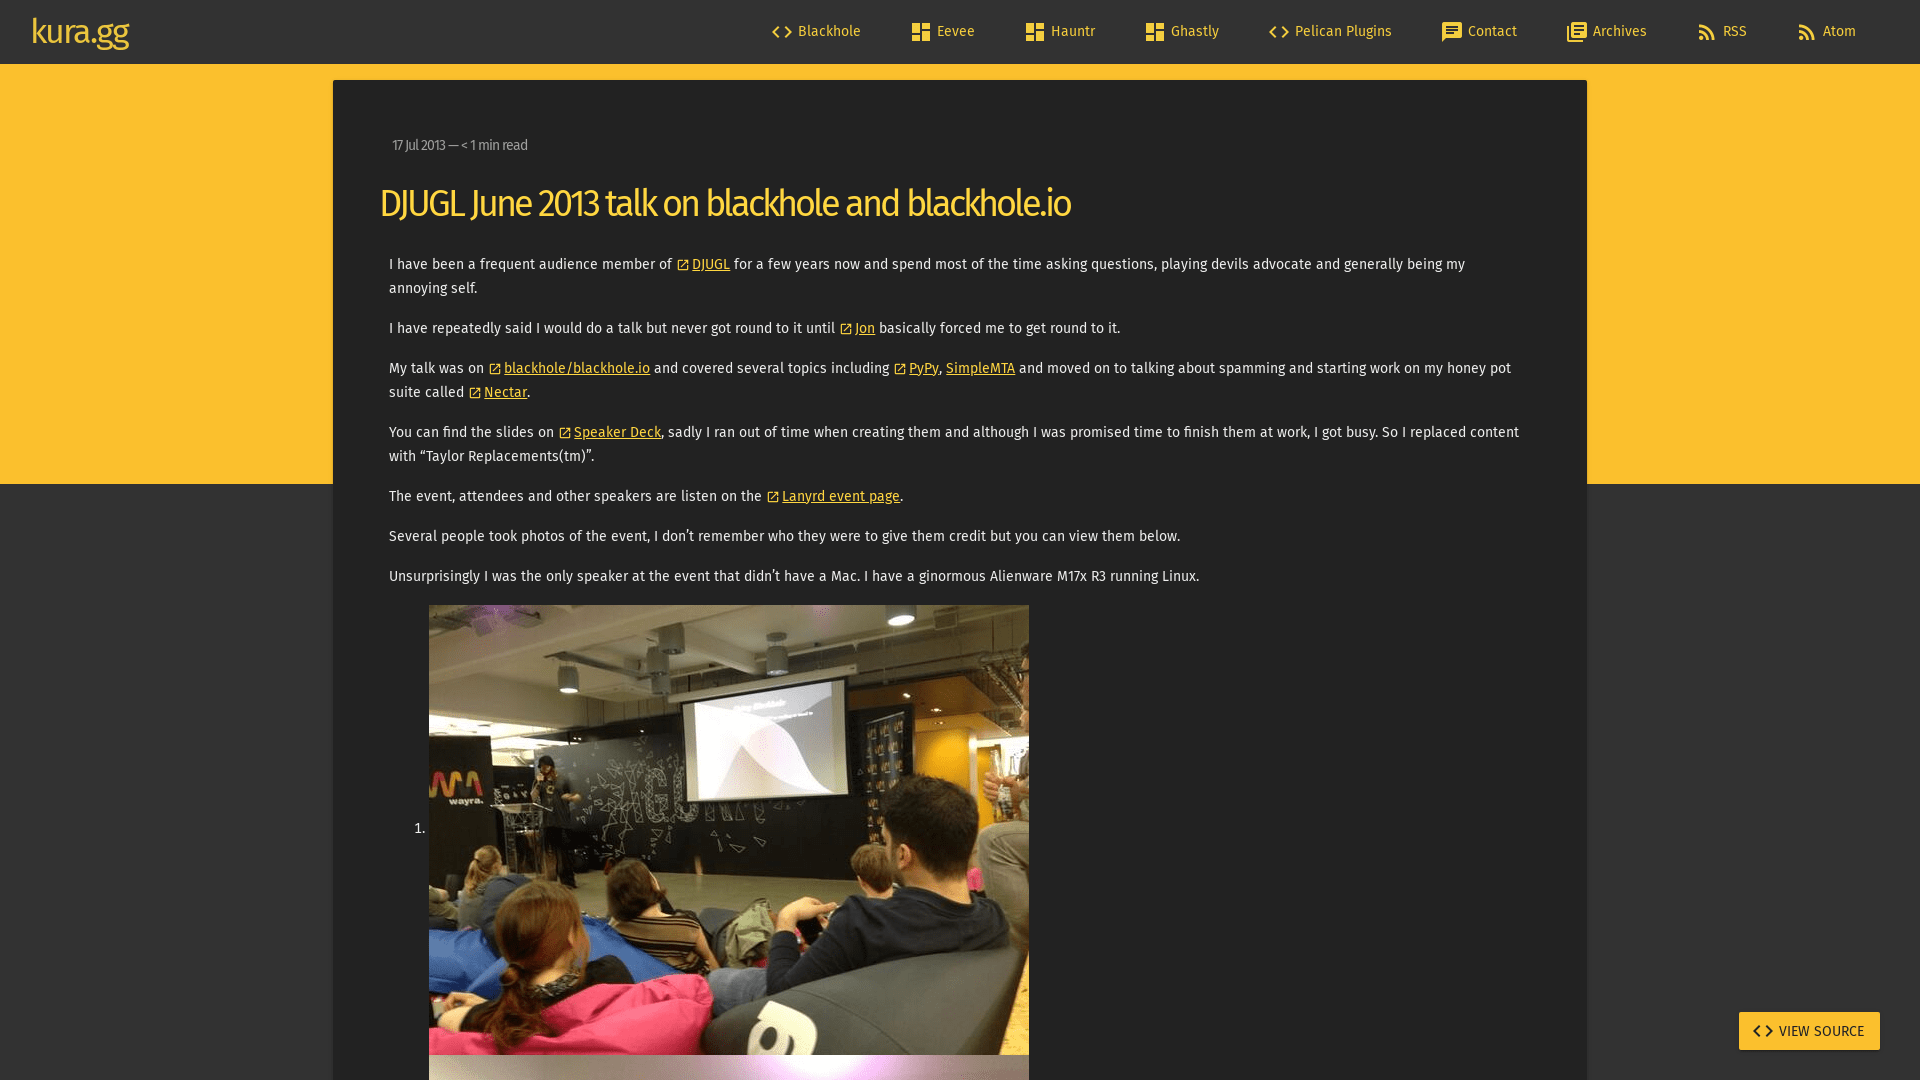 kura.gg
Blackhole
Eevee
Hauntr
Ghastly
Pelican Plugins
Contact
Archives
RSS
Atom
17 Jul 2013 — < 1 min read
DJUGL June 2013 talk on blackhole and blackhole.io
I have been a frequent audience member of DJUGL for a few years now and spend most of the time asking questions, playing devils advocate and generally being my
annoying self.
I have repeatedly said I would do a talk but never got round to it until Jon basically forced me to get round to it.
My talk was on blackhole/blackhole.io and covered several topics including PyPy, SimpleMTA and moved on to talking about spamming and starting work on my honey pot
suite called Nectar.
You can find the slides on Speaker Deck, sadly I ran out of time when creating them and although I was promised time to finish them at work, I got busy. So I replaced content
with “Taylor Replacements(tm)”.
The event, attendees and other speakers are listen on the Lanyrd event page.
Several people took photos of the event, I don’t remember who they were to give them credit but you can view them below.
Unsurprisingly I was the only speaker at the event that didn’t have a Mac. I have a ginormous Alienware M17x R3 running Linux.
1.
wayra.
VIEW SOURCE